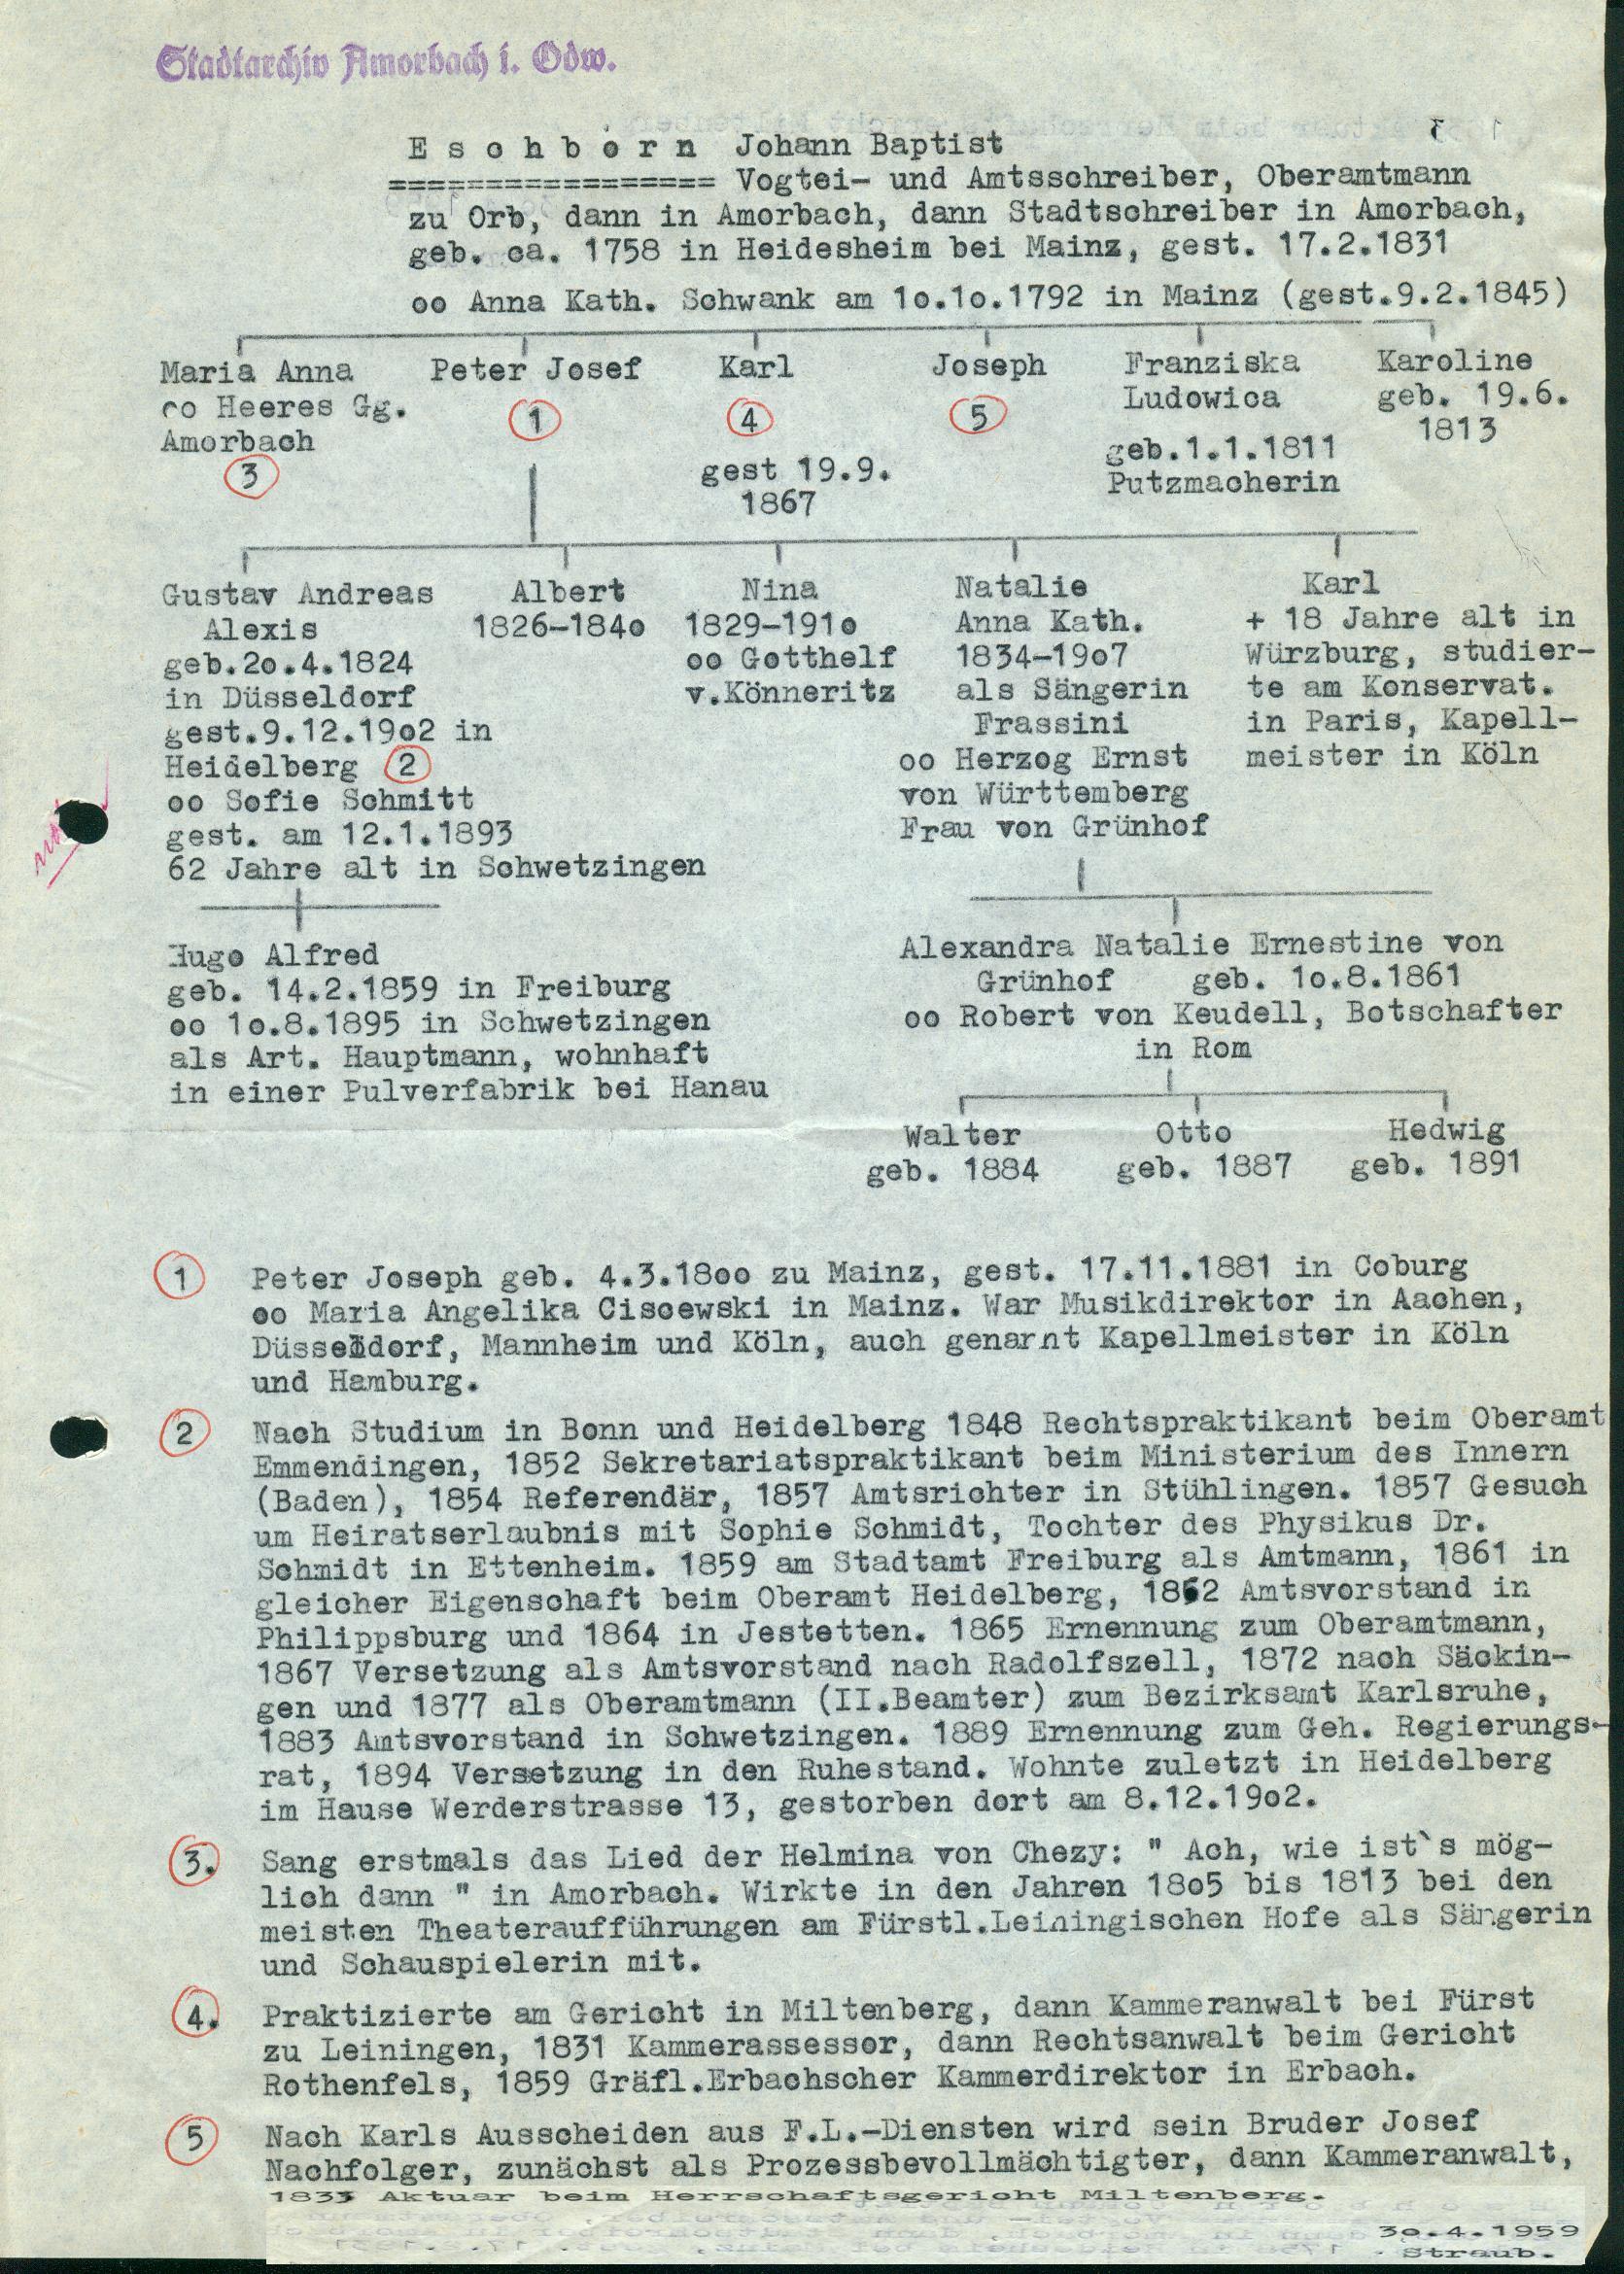 Stadtarchiv Amorbach i. Odw.
E s c h b o r n Johann Baptist
================= Vogtei- und Amtsschreiber, Oberamtmann
zu Orb, dann in Amorbach, dann Stadtschreiber in Amorbach,
geb. ca. 1758 in Heidesheim bei Mainz, gest. 17.2.1831
oo Anna Kath. Schwank am 1o.1o.1792 in Mainz (gest.9.2.1845)
Maria Anna
oo Heeres Gg.
Amorbach
3
Peter Josef
1
Karl
4
gest 19.9.
1867
Joseph
5
Franziska
Ludowica
geb.1.1.1811
Putzmacherin
Karoline
geb. 19.6.
1813
Gustav Andreas
Alexis
geb.2o.4.1824
in Düsseldorf
gest.9.12.19o2 in
Heidelberg 2
oo Sofie Schmitt
gest. am 12.1.1893
62 Jahre alt in Schwetzingen
Albert
1826-184o
Nina
1829-191o
oo Gotthelf
v.Könneritz
Natalie
Anna Kath.
1834-19o7
als Sängerin
Frassini
oo Herzog Ernst
von Württemberg
Frau von Grünhof
Karl
+ 18 Jahre alt in
Würzburg, studier-
te am Konservat.
in Paris, Kapell-
meister in Köln
Hugo Alfred
geb. 14.2.1859 in Freiburg
oo 1o.8.1895 in Schwetzingen
als Art. Hauptmann, wohnhaft
in einer Pulverfabrik bei Hanau
Alexandra Natalie Ernestine von
Grünhof geb. 1o.8.1861
oo Robert von Keudell, Botschafter
in Rom
Walter
geb. 1884
Otto
geb. 1887
Hedwig
geb. 1891
1 Peter Joseph geb. 4.3.18oo zu Mainz, gest. 17.11.1881 in Coburg
oo Maria Angelika Ciscewski in Mainz. War Musikdirektor in Aachen,
Düsseldorf, Mannheim und Köln, auch genannt Kapellmeister in Köln
und Hamburg.
2 Nach Studium in Bonn und Heidelberg 1848 Rechtspraktikant beim Oberamt
Emmendingen, 1852 Sekretariatspraktikant beim Ministerium des Innern
(Baden), 1854 Referendär, 1857 Amtsrichter in Stühlingen. 1857 Gesuch
um Heiratserlaubnis mit Sophie Schmidt, Tochter des Physikus Dr.
Schmidt in Ettenheim. 1859 am Stadtamt Freiburg als Amtmann, 1861 in
gleicher Eigenschaft beim Oberamt Heidelberg, 1862 Amtsvorstand in
Philippsburg und 1864 in Jestetten. 1865 Ernennung zum Oberamtmann,
1867 Versetzung als Amtsvorstand nach Radolfszell, 1872 nach Säckin-
gen und 1877 als Oberamtmann (II.Beamter) zum Bezirksamt Karlsruhe,
1883 Amtsvorstand in Schwetzingen. 1889 Ernennung zum Geh. Regierungs-
rat, 1894 Versetzung in den Ruhestand. Wohnte zuletzt in Heidelberg
im Hause Werderstrasse 13, gestorben dort am 8.12.19o2.
3. Sang erstmals das Lied der Helmina von Chezy: " Ach, wie ist`s mög-
lich dann " in Amorbach. Wirkte in den Jahren 18o5 bis 1813 bei den
meisten Theateraufführungen am Fürstl.Leiningischen Hofe als Sängerin
und Schauspielerin mit.
4. Praktizierte am Gericht in Miltenberg, dann Kammeranwalt bei Fürst
zu Leiningen, 1831 Kammerassessor, dann Rechtsanwalt beim Gericht
Rothenfels, 1859 Gräfl.Erbachscher Kammerdirektor in Erbach.
5 Nach Karls Ausscheiden aus F.L.-Diensten wird sein Bruder Josef
Nachfolger, zunächst als Prozessbevollmächtigter, dann Kammeranwalt,
1833 Aktuar beim Herrschaftsgericht Miltenberg.
3o.4.1959
Straub.